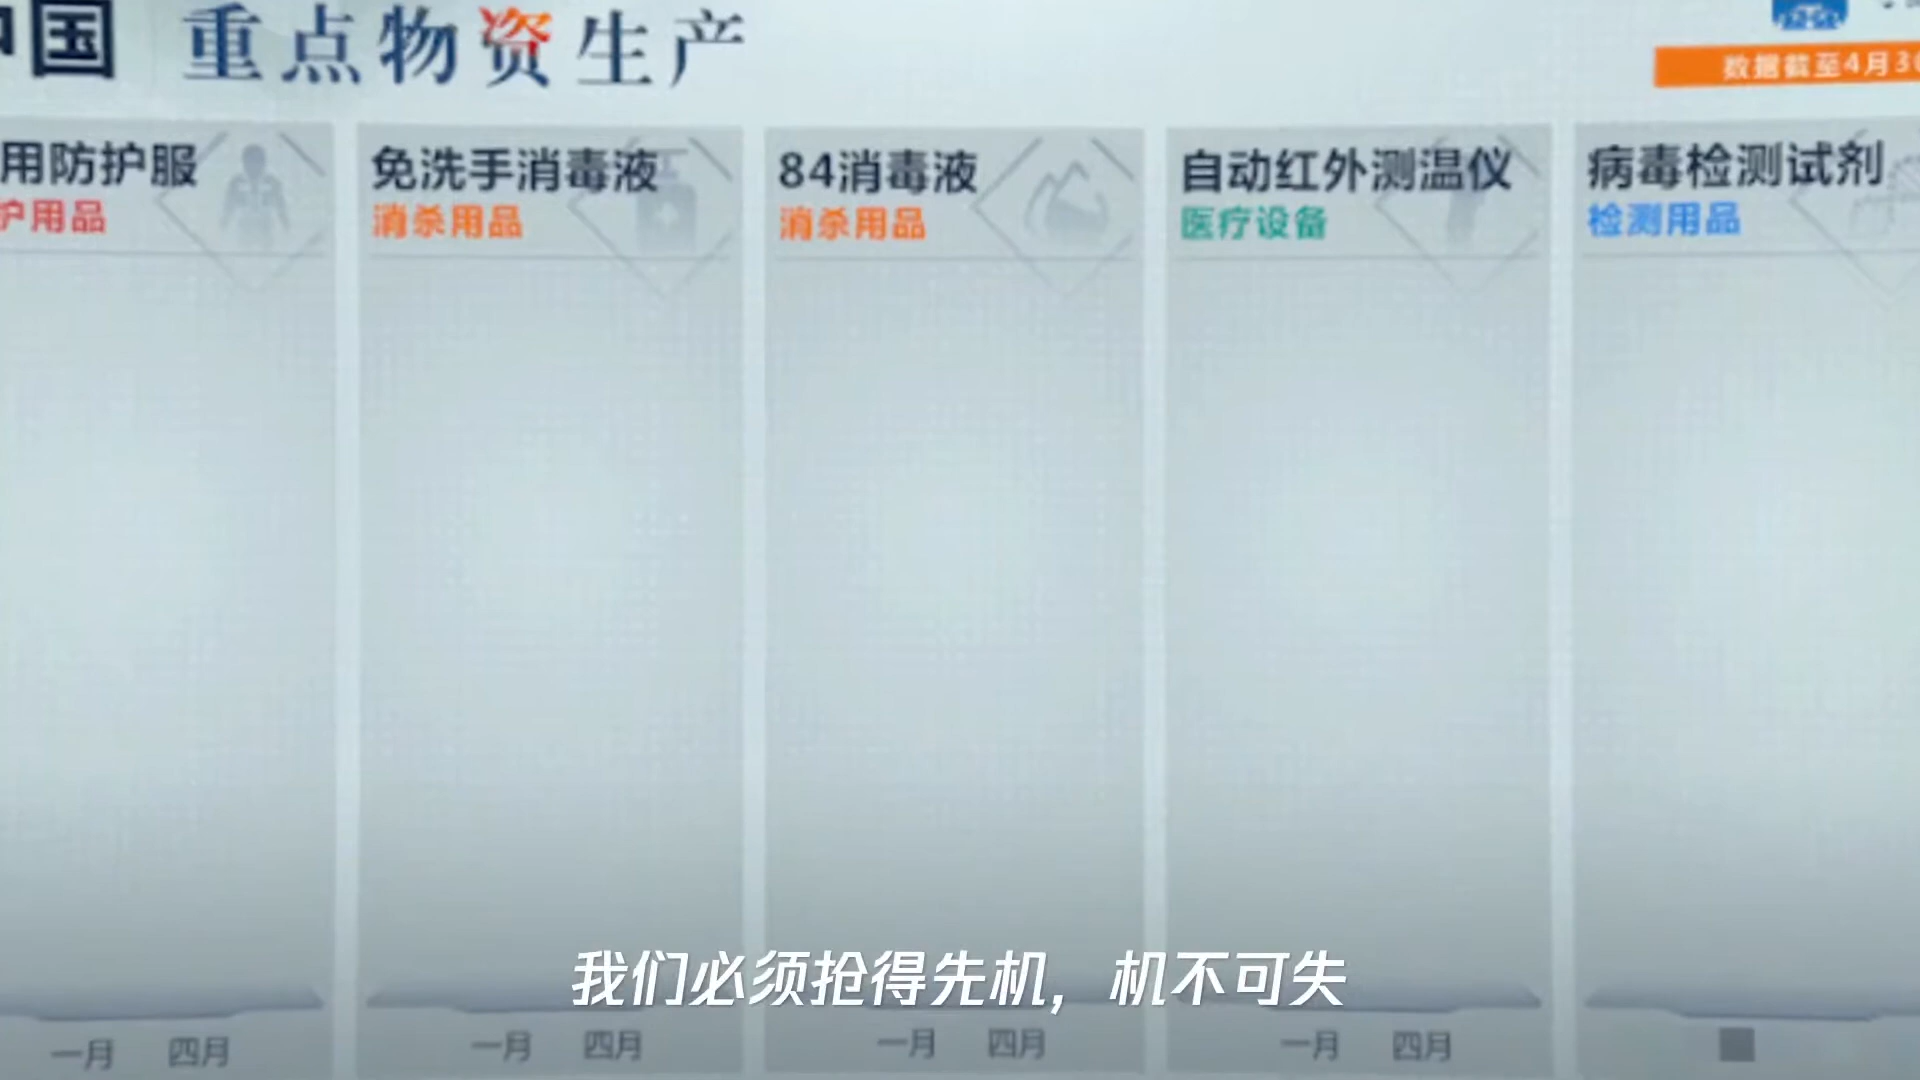 中国 重点物资生产
数据截至4月30
用防护服
护用品
免洗手消毒液
消杀用品
84消毒液
消杀用品
自动红外测温仪
医疗设备
病毒检测试剂
检测用品
我们必须抢得先机，机不可失
一月 四月
一月 四月
一月 四月
一月 四月